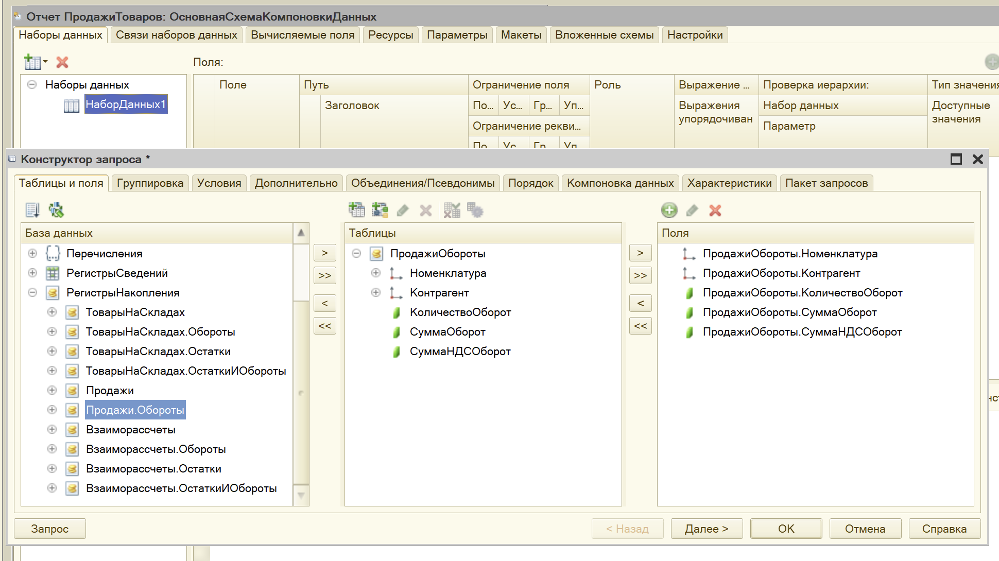 Отчет ПродажиТоваров: ОсновнаяСхемаКомпоновкиДанных
Наборы данных Связи наборов данных Вычисляемые поля Ресурсы Параметры Макеты Вложенные схемы Настройки
Поля:
Наборы данных
НаборДанных1
Поле Путь Ограничение поля Роль Выражение ... Проверка иерархии: Тип значения
Заголовок По... Ус... Гр... Уп... Выражения упорядочиван Набор данных Доступные значения
Ограничение рекви... Параметр
По... Ус... Гр... Уп...
Конструктор запроса *
Таблицы и поля Группировка Условия Дополнительно Объединения/Псевдонимы Порядок Компоновка данных Характеристики Пакет запросов
База данных
Перечисления
РегистрыСведений
РегистрыНакопления
ТоварыНаСкладах
ТоварыНаСкладах.Обороты
ТоварыНаСкладах.Остатки
ТоварыНаСкладах.ОстаткиИОбороты
Продажи
Продажи.Обороты
Взаиморассчеты
Взаиморассчеты.Обороты
Взаиморассчеты.Остатки
Взаиморассчеты.ОстаткиИОбороты
>
>>
<
<<
Таблицы
ПродажиОбороты
Номенклатура
Контрагент
КоличествоОборот
СуммаОборот
СуммаНДСОборот
>
>>
<
<<
Поля
ПродажиОбороты.Номенклатура
ПродажиОбороты.Контрагент
ПродажиОбороты.КоличествоОборот
ПродажиОбороты.СуммаОборот
ПродажиОбороты.СуммаНДСОборот
Запрос < Назад Далее > ОК Отмена Справка